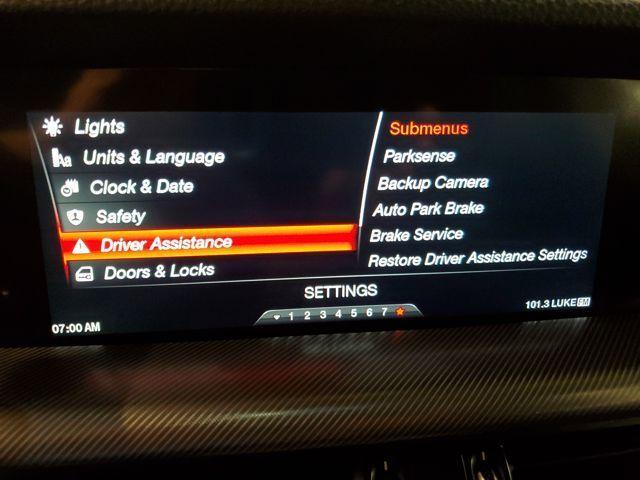 Lights
Units & Language
Clock & Date
Safety
Driver Assistance
Doors & Locks
Submenus
Parksense
Backup Camera
Auto Park Brake
Brake Service
Restore Driver Assistance Settings
SETTINGS
1 2 3 4 5 6 7
07:00 AM
101.3 LUKE FM